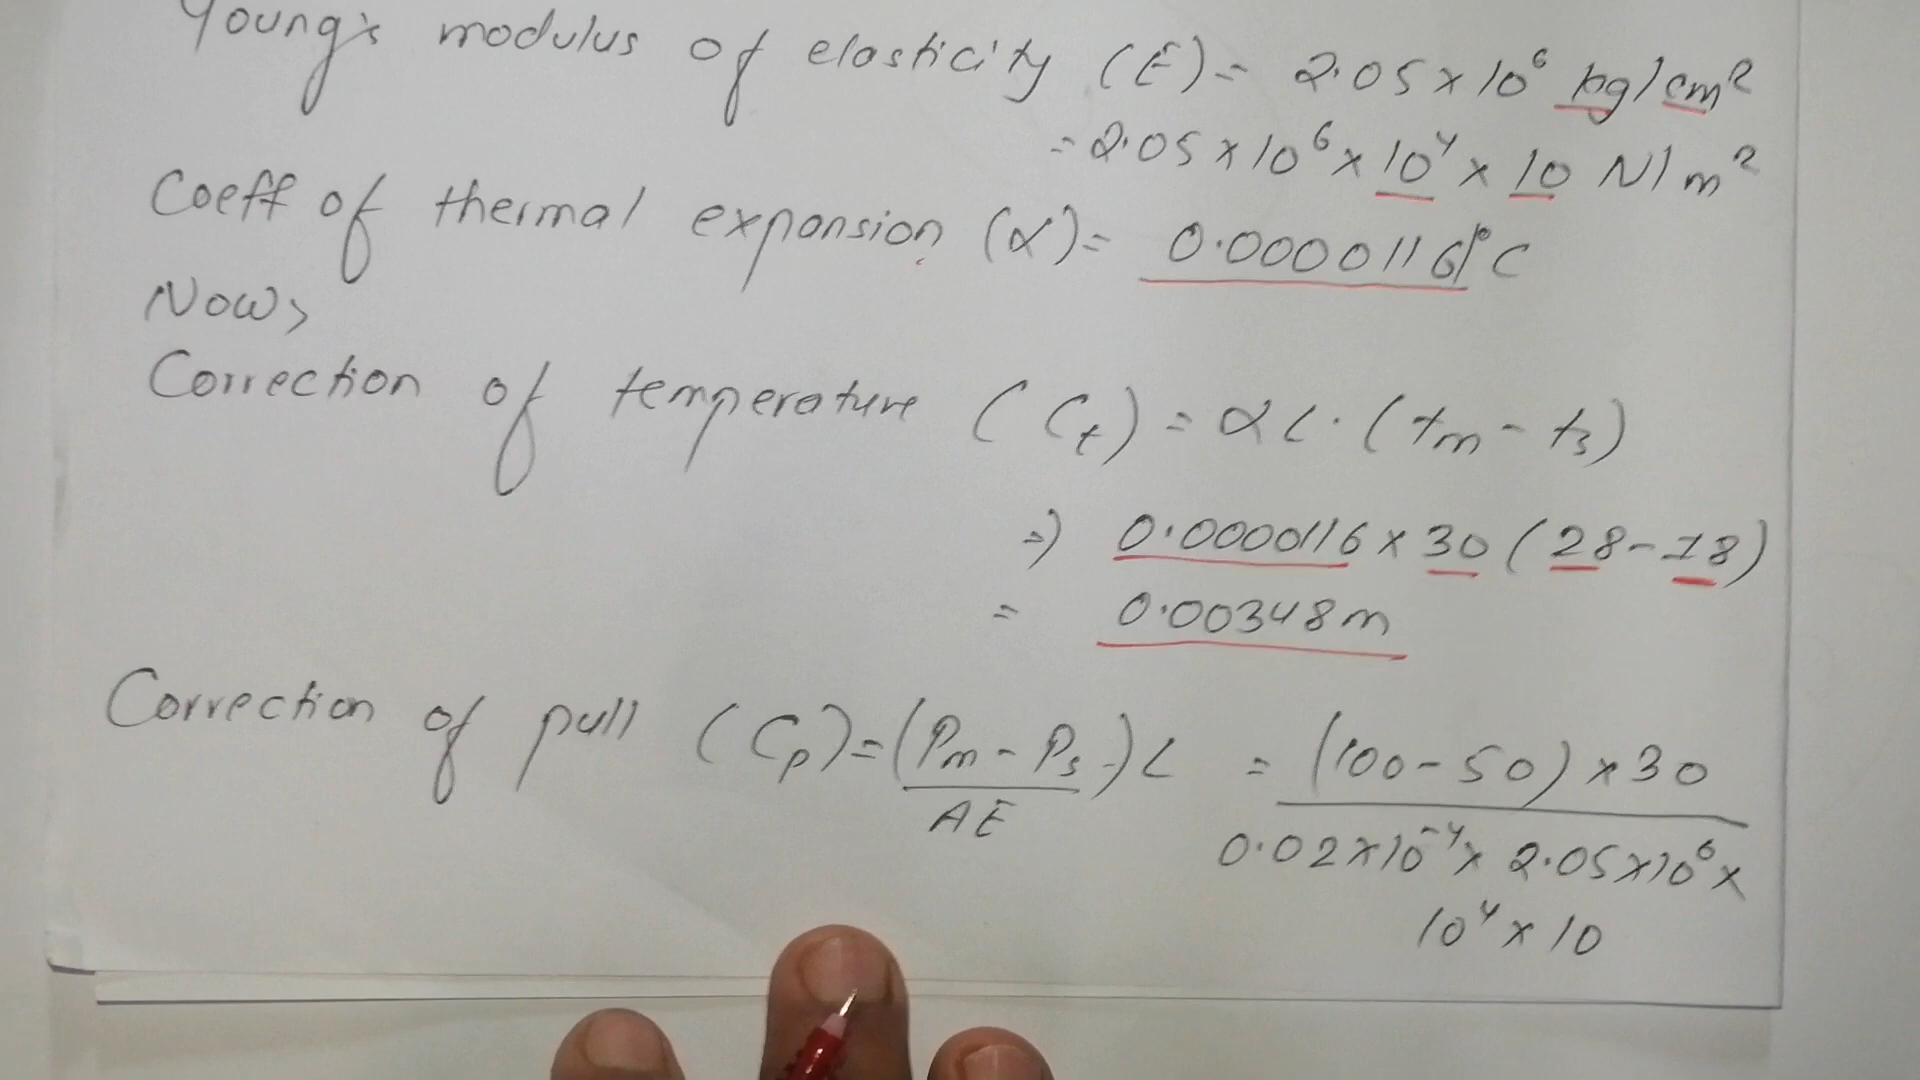 Young's modulus of elasticity (E) = 2.05 × 10⁶ kg/cm²
= 2.05 × 10⁶ × 10⁴ × 10 N/m²
Coeff of thermal expansion (α) = 0.0000116/°C
Now,
Correction of temperature (Ct) = αL.(tm - ts)
⇒ 0.0000116 × 30 (28-18)
= 0.00348m
Correction of pull (Cp) = (Pm - Ps)L / AE = (100-50) × 30 / 0.02×10⁻⁴ × 2.05×10⁶ ×
10⁴ × 10